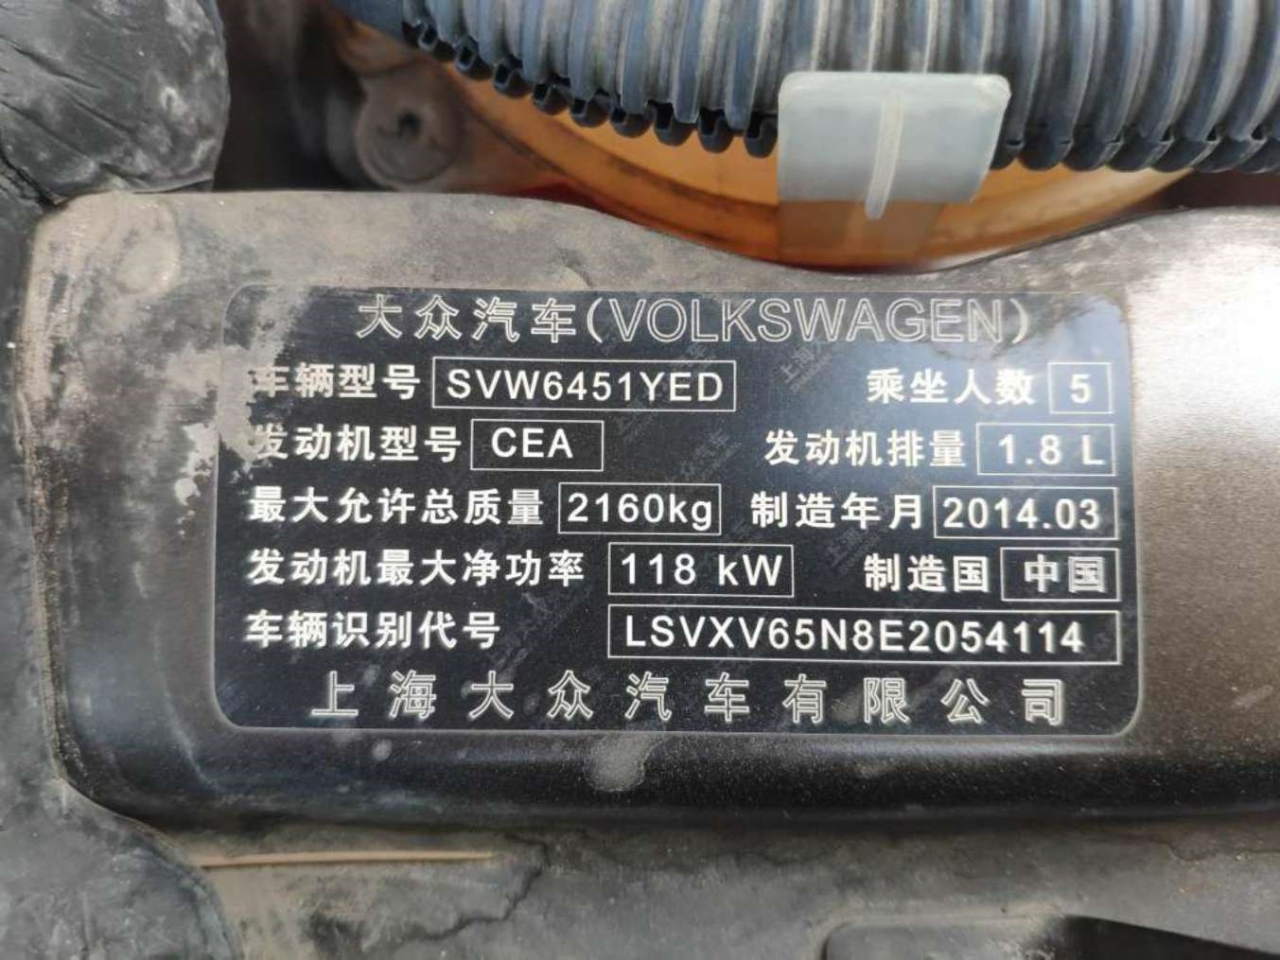 大众汽车(VOLKSWAGEN)
车辆型号 SVW6451YED 乘坐人数 5
发动机型号 CEA 发动机排量 1.8 L
最大允许总质量 2160kg 制造年月 2014.03
发动机最大净功率 118 kW 制造国 中国
车辆识别代号 LSVXV65N8E2054114
上海大众汽车有限公司